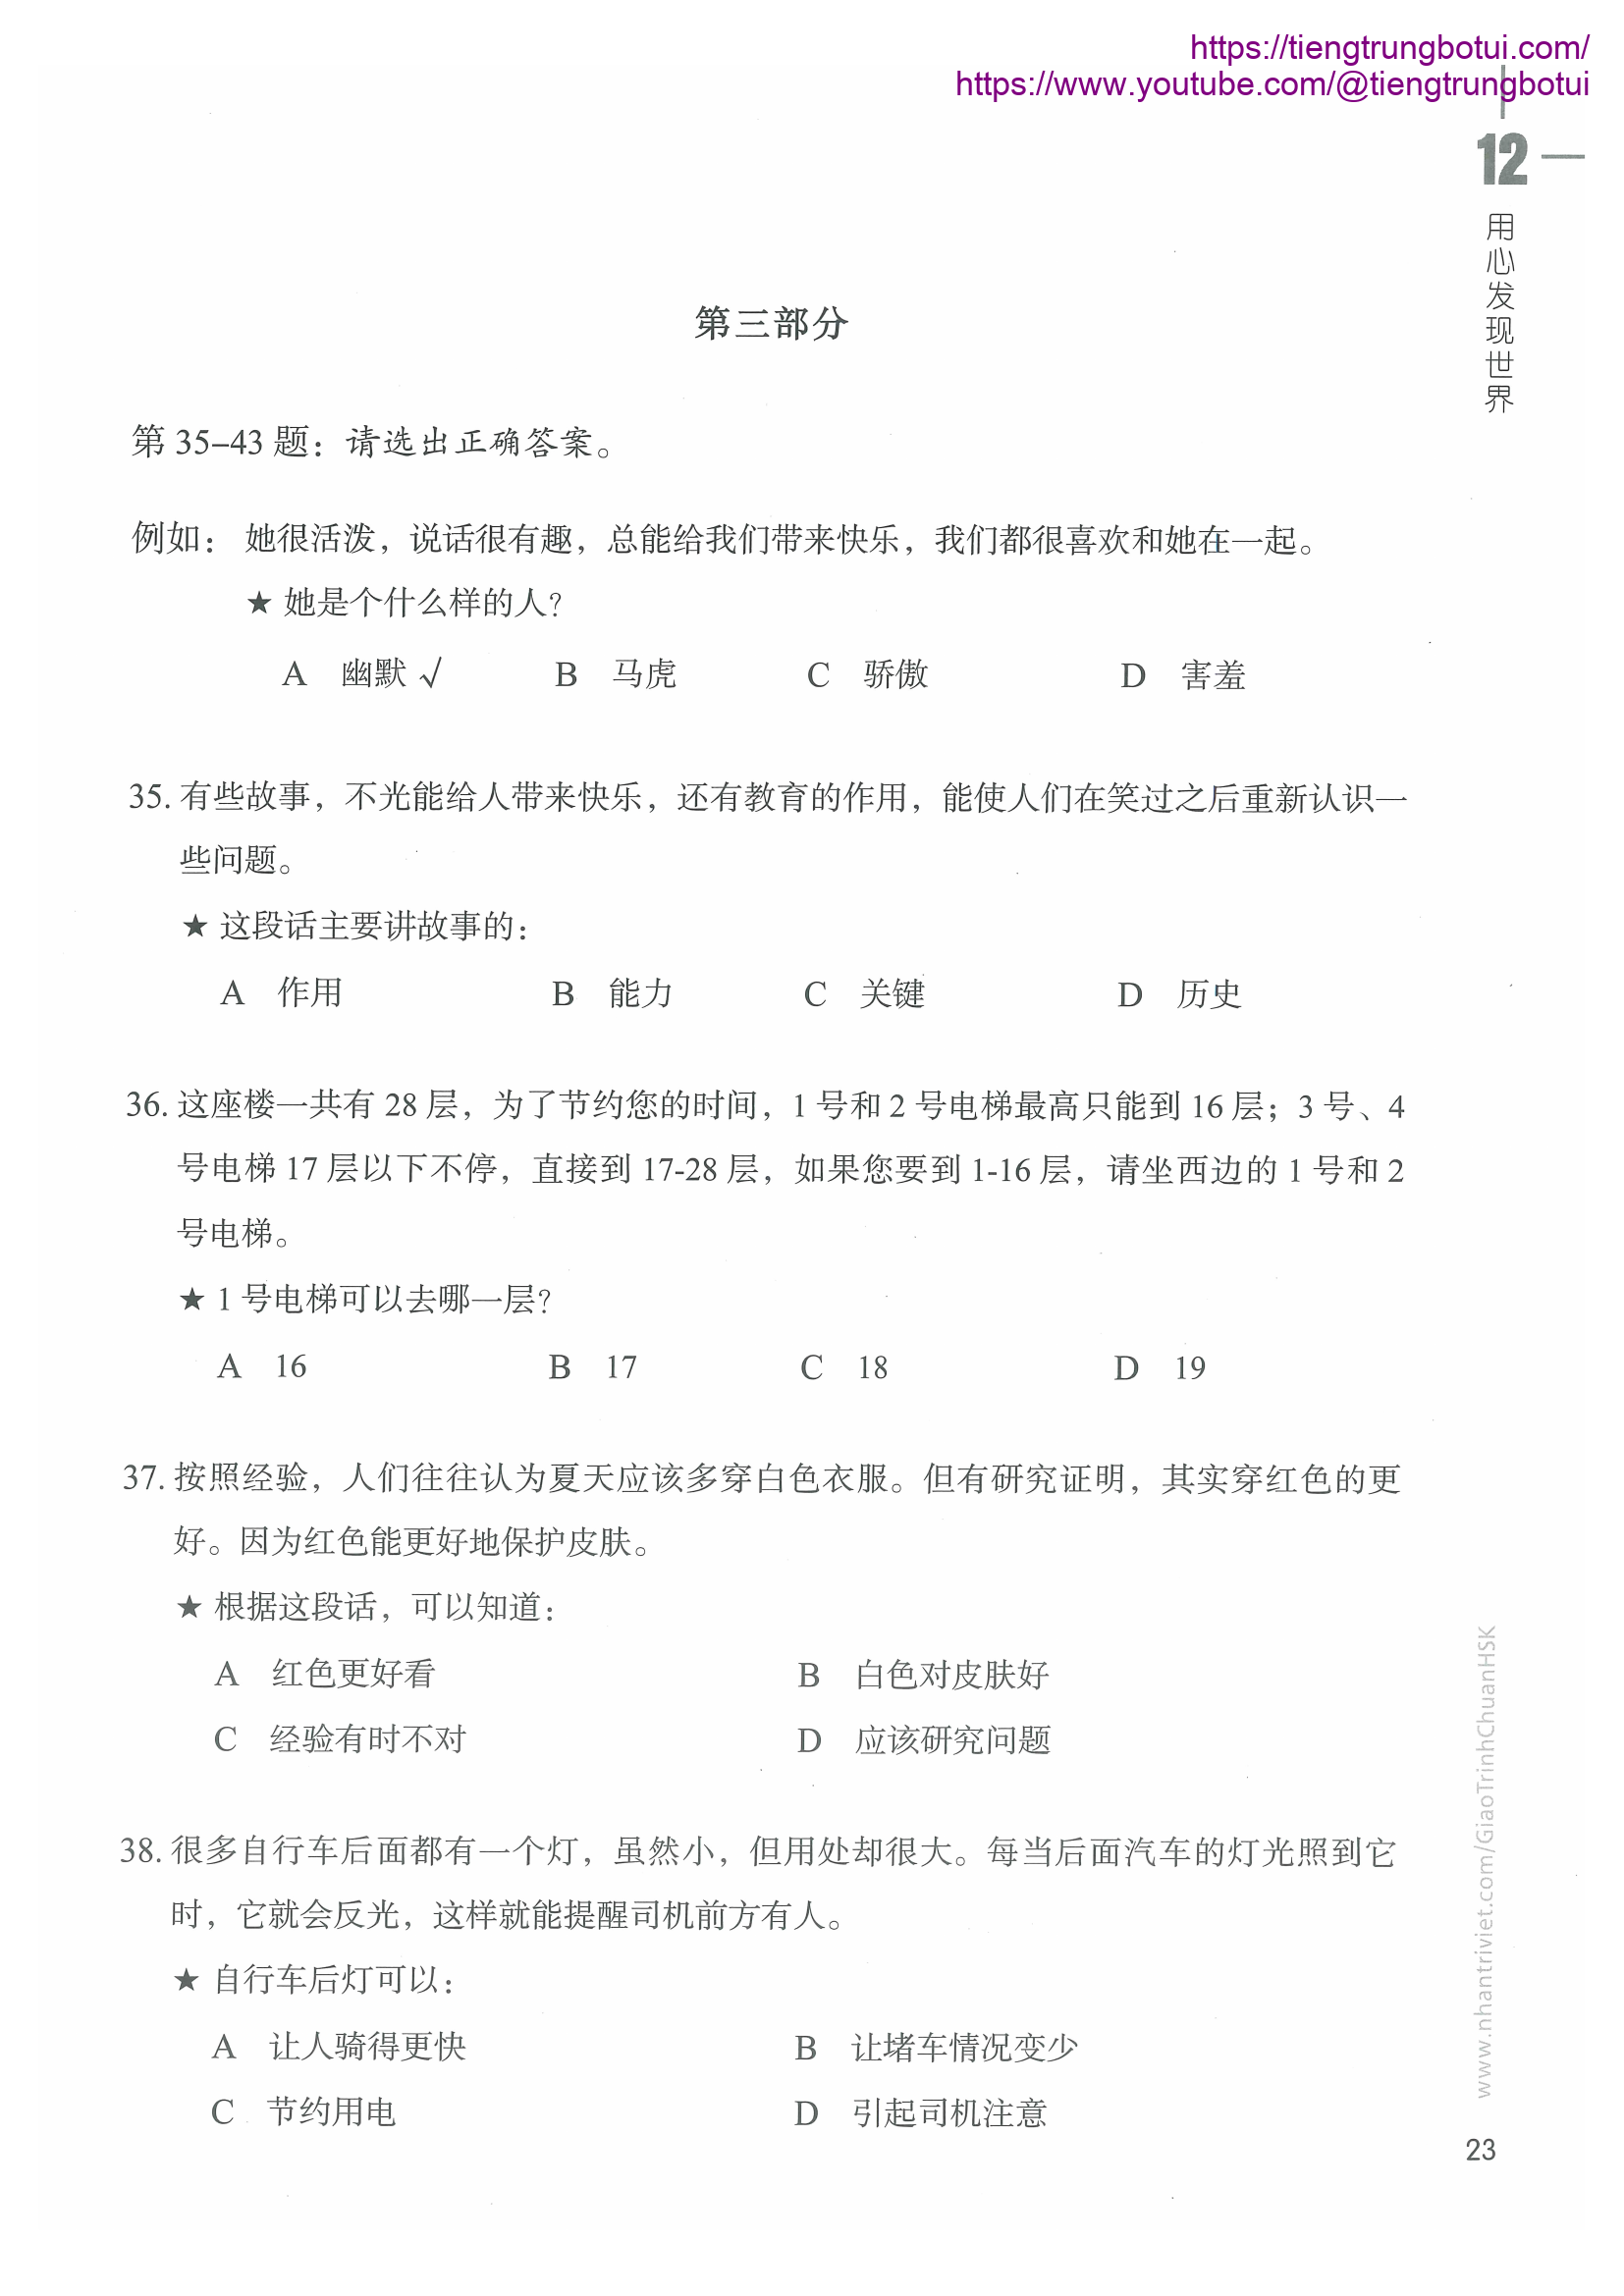 https://tiengtrungbotui.com/
https://www.youtube.com/@tiengtrungbotui
12
用心发现世界
第三部分
第 35–43 题：请选出正确答案。
例如： 她很活泼，说话很有趣，总能给我们带来快乐，我们都很喜欢和她在一起。
★ 她是个什么样的人？
A 幽默 √ B 马虎 C 骄傲 D 害羞
35. 有些故事，不光能给人带来快乐，还有教育的作用，能使人们在笑过之后重新认识一
些问题。
★ 这段话主要讲故事的：
A 作用 B 能力 C 关键 D 历史
36. 这座楼一共有 28 层，为了节约您的时间，1 号和 2 号电梯最高只能到 16 层；3 号、4
号电梯 17 层以下不停，直接到 17-28 层，如果您要到 1-16 层，请坐西边的 1 号和 2
号电梯。
★ 1 号电梯可以去哪一层？
A 16 B 17 C 18 D 19
37. 按照经验，人们往往认为夏天应该多穿白色衣服。但有研究证明，其实穿红色的更
好。因为红色能更好地保护皮肤。
★ 根据这段话，可以知道：
A 红色更好看 B 白色对皮肤好
C 经验有时不对 D 应该研究问题
38. 很多自行车后面都有一个灯，虽然小，但用处却很大。每当后面汽车的灯光照到它
时，它就会反光，这样就能提醒司机前方有人。
★ 自行车后灯可以：
A 让人骑得更快 B 让堵车情况变少
C 节约用电 D 引起司机注意
www.nhantriviet.com/GiaoTrinhChuanHSK
23